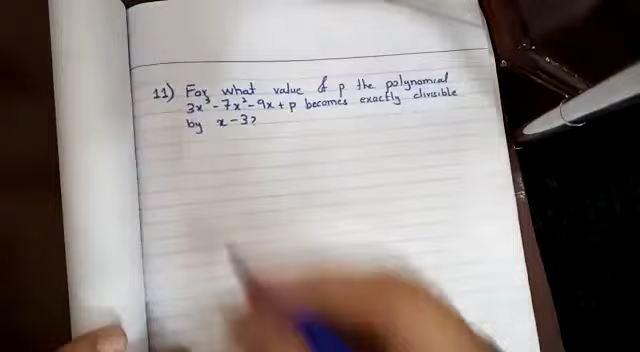 11) For what value of p the polynomial
3x³-7x²-9x+p becomes exactly divisible
by x-3?